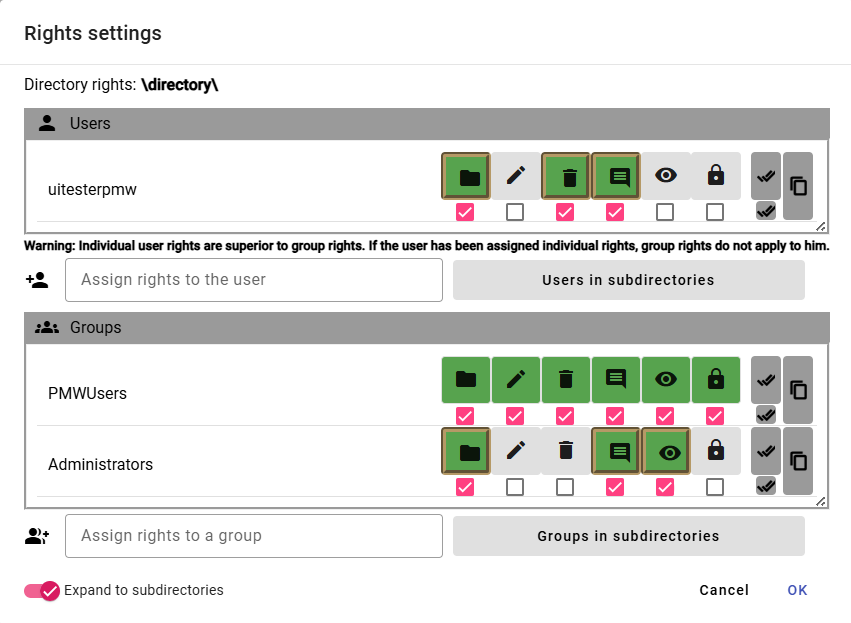 Rights settings
Directory rights: \directory\
Users
uitesterpmw
Warning: Individual user rights are superior to group rights. If the user has been assigned individual rights, group rights do not apply to him.
Assign rights to the user
Users in subdirectories
Groups
PMWUsers
Administrators
Assign rights to a group
Groups in subdirectories
Expand to subdirectories
Cancel
OK